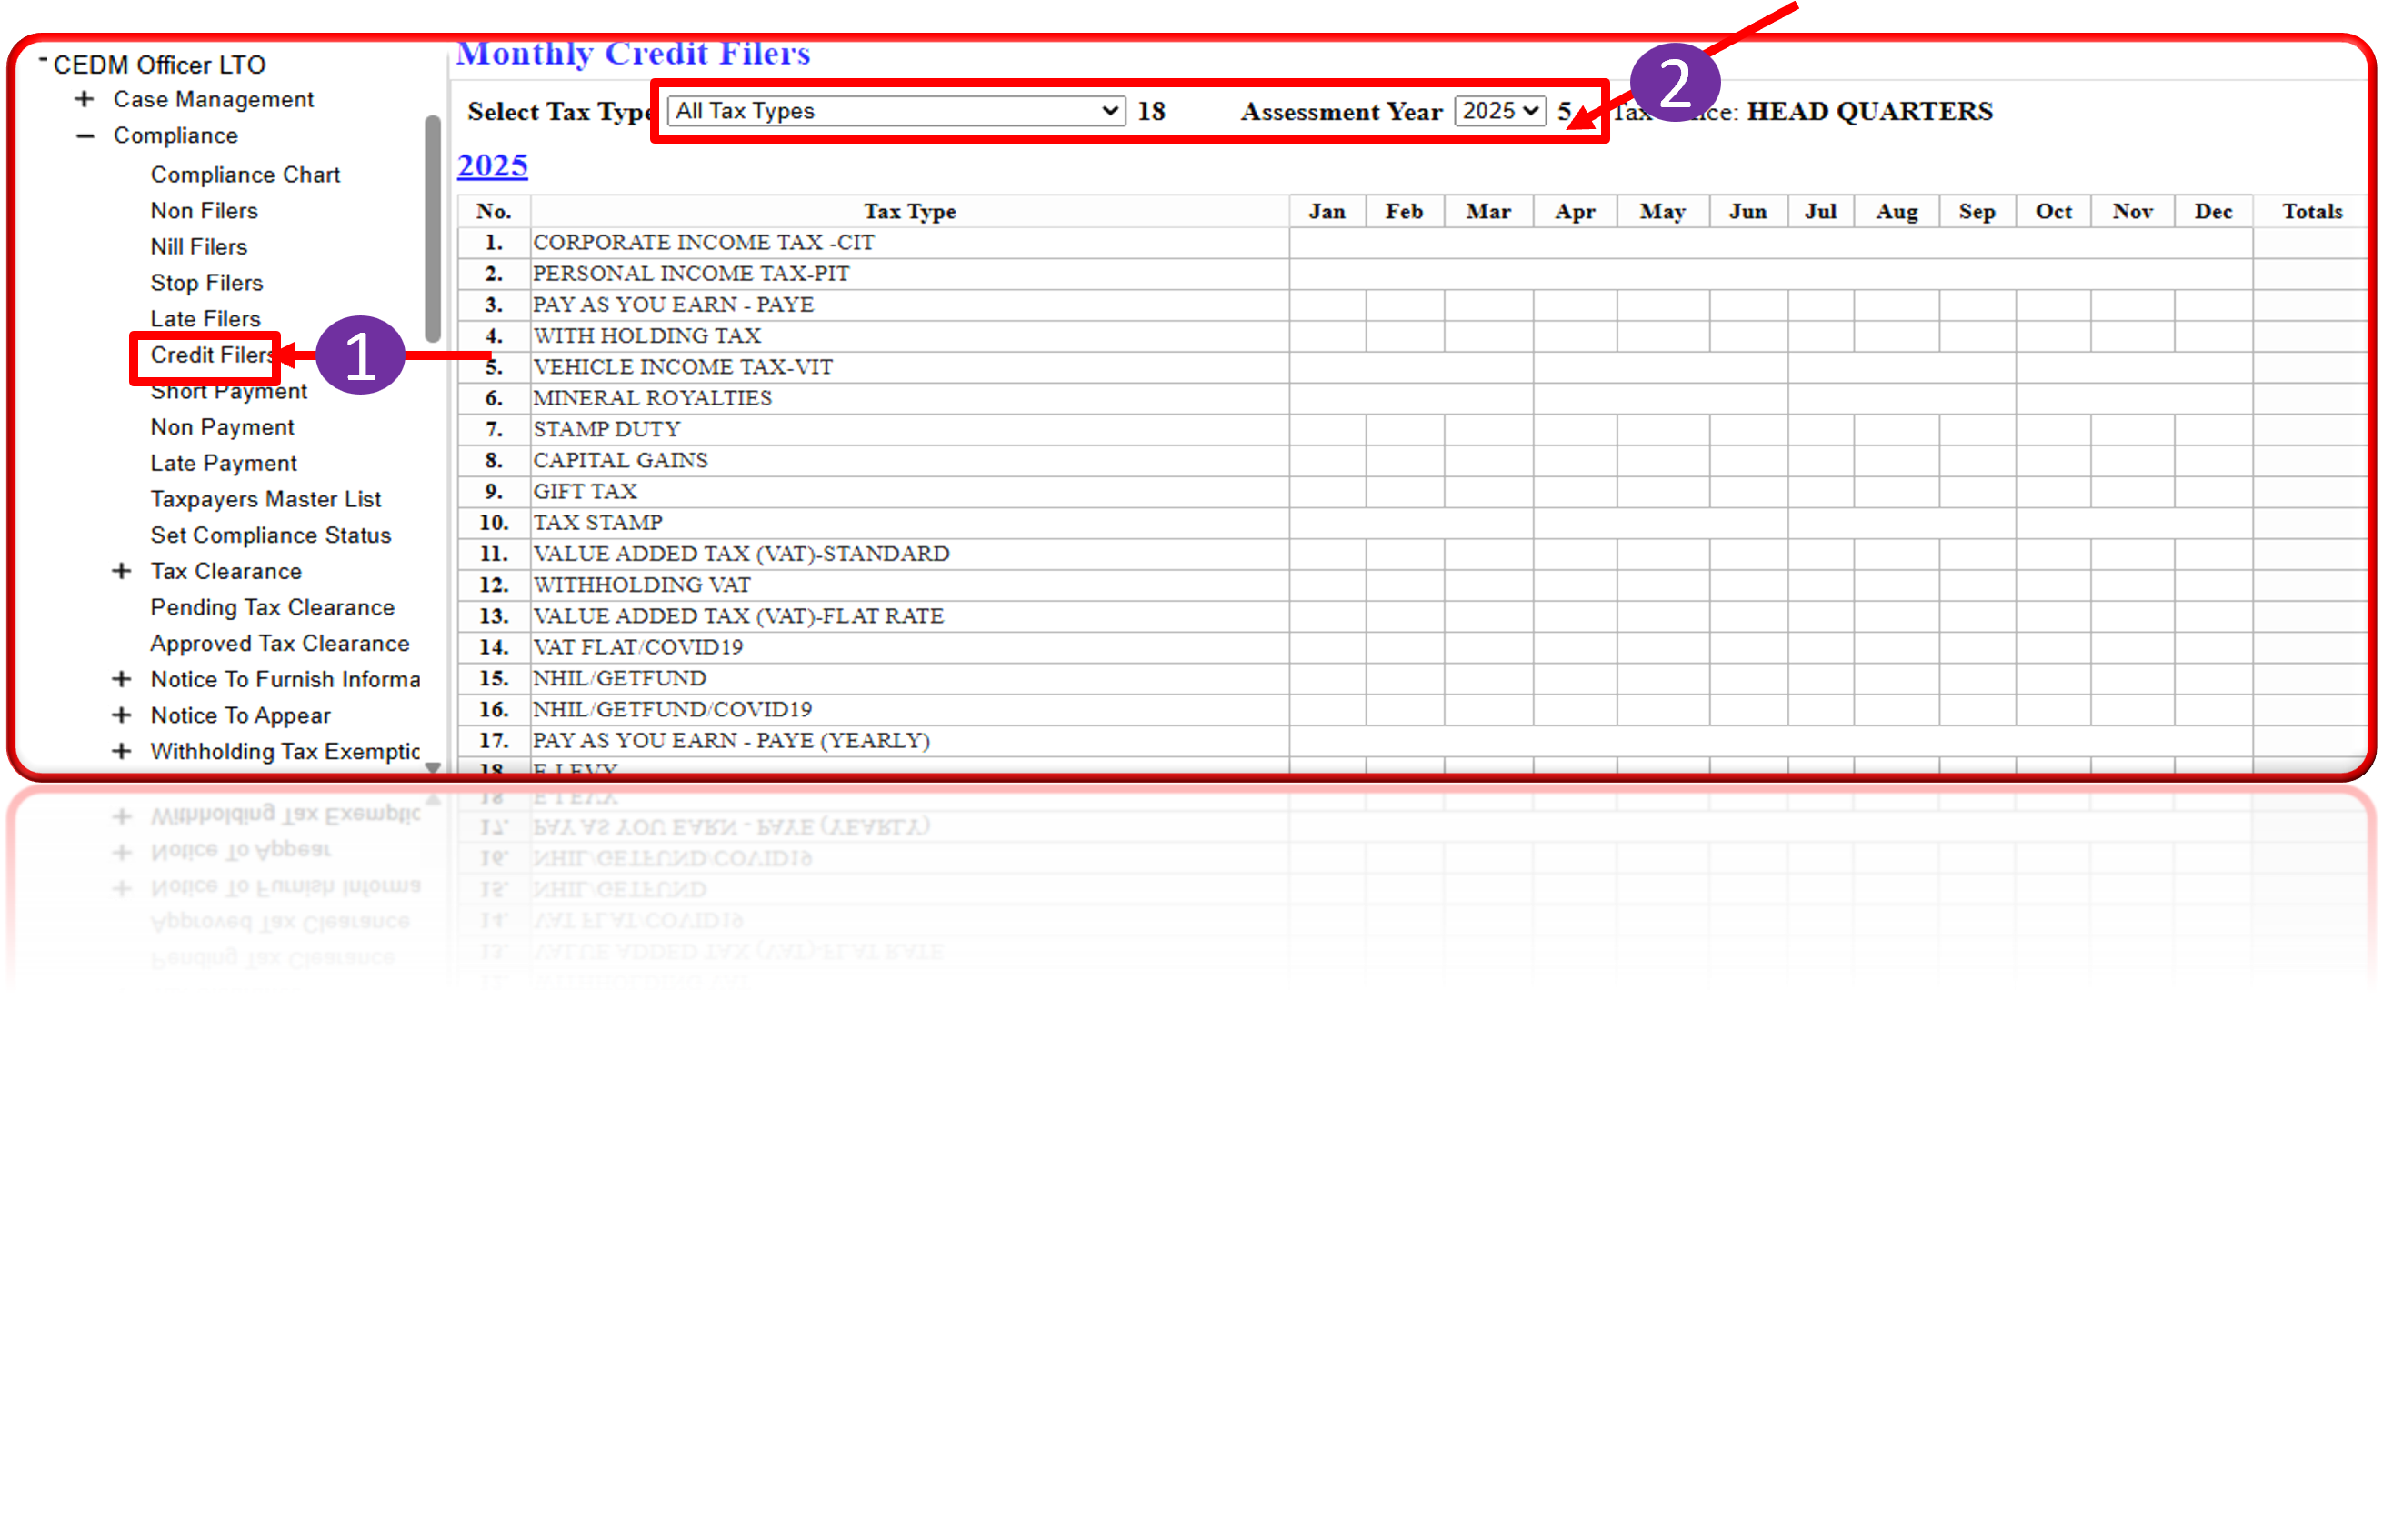 CEDM Officer LTO
Case Management
Compliance
Compliance Chart
Non Filers
Nill Filers
Stop Filers
Late Filers
Credit Filers
Short Payment
Non Payment
Late Payment
Taxpayers Master List
Set Compliance Status
Tax Clearance
Pending Tax Clearance
Approved Tax Clearance
Notice To Furnish Informa
Notice To Appear
Withholding Tax Exemptic
1
Monthly Credit Filers
Select Tax Type All Tax Types 18 Assessment Year 2025 5 HEAD QUARTERS
2
2025
No. Tax Type Jan Feb Mar Apr May Jun Jul Aug Sep Oct Nov Dec Totals
1. CORPORATE INCOME TAX -CIT
2. PERSONAL INCOME TAX-PIT
3. PAY AS YOU EARN - PAYE
4. WITH HOLDING TAX
5. VEHICLE INCOME TAX-VIT
6. MINERAL ROYALTIES
7. STAMP DUTY
8. CAPITAL GAINS
9. GIFT TAX
10. TAX STAMP
11. VALUE ADDED TAX (VAT)-STANDARD
12. WITHHOLDING VAT
13. VALUE ADDED TAX (VAT)-FLAT RATE
14. VAT FLAT/COVID19
15. NHIL/GETFUND
16. NHIL/GETFUND/COVID19
17. PAY AS YOU EARN - PAYE (YEARLY)
18.